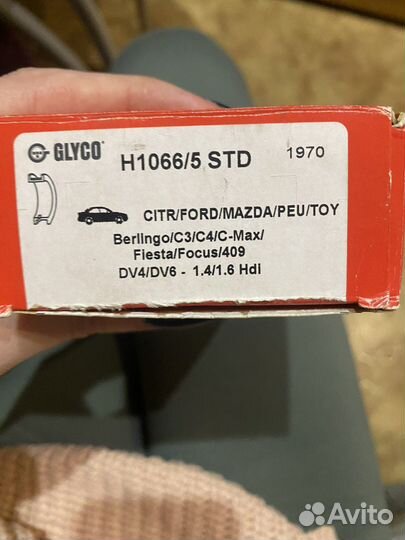 GLYCO
H1066/5 STD
1970
CITR/FORD/MAZDA/PEU/TOY
Berlingo/C3/C4/C-Max/
Fiesta/Focus/409
DV4/DV6 - 1.4/1.6 Hdi
Avito